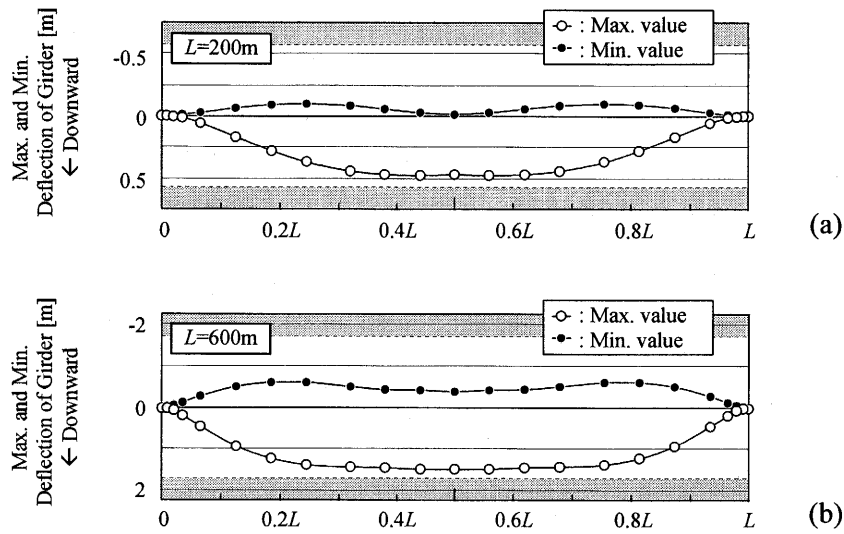 Max. and Min.
Deflection of Girder [m]
← Downward
-0.5
0
0.5
L=200m
: Max. value
: Min. value
0
0.2L
0.4L
0.6L
0.8L
L
(a)
Max. and Min.
Deflection of Girder [m]
← Downward
-2
0
2
L=600m
: Max. value
: Min. value
0
0.2L
0.4L
0.6L
0.8L
L
(b)